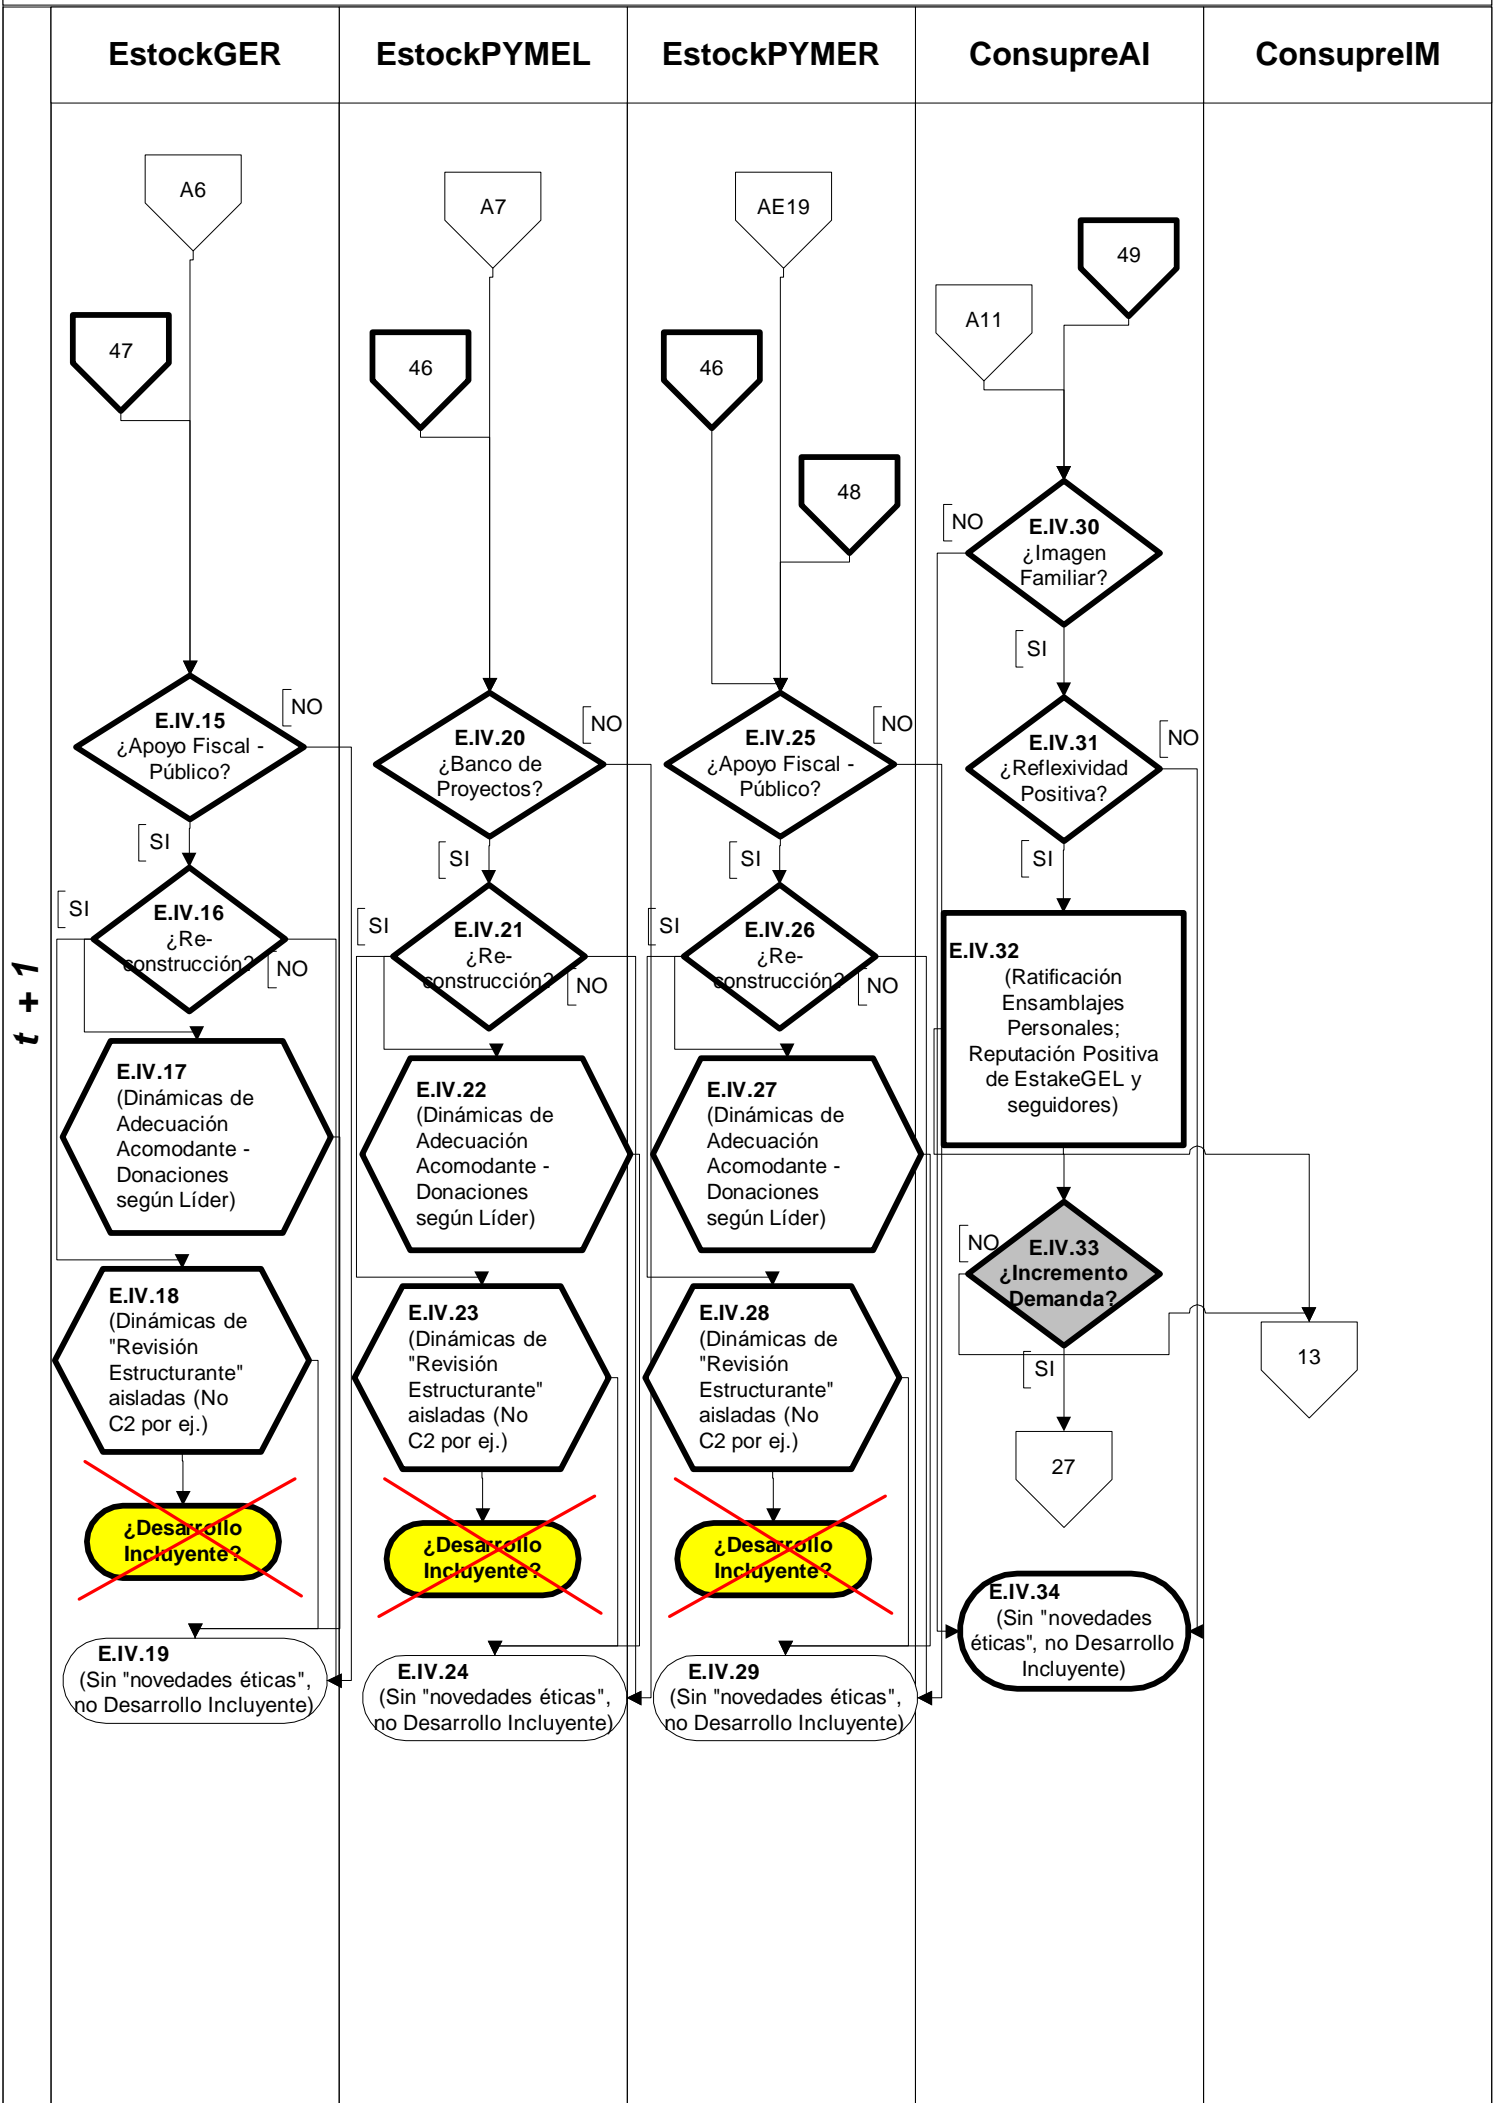 EstockGER
EstockPYMEL
EstockPYMER
ConsupreAI
ConsupreIM
t + 1
A6
47
E.IV.15
¿Apoyo Fiscal -
Público?
NO
SI
E.IV.16
¿Re-
construcción?
SI
NO
E.IV.17
(Dinámicas de
Adecuación
Acomodante -
Donaciones
según Líder)
E.IV.18
(Dinámicas de
"Revisión
Estructurante"
aisladas (No
C2 por ej.)
¿Desarrollo
Incluyente?
E.IV.19
(Sin "novedades éticas",
no Desarrollo Incluyente)
A7
46
E.IV.20
¿Banco de
Proyectos?
NO
SI
E.IV.21
¿Re-
construcción?
SI
NO
E.IV.22
(Dinámicas de
Adecuación
Acomodante -
Donaciones
según Líder)
E.IV.23
(Dinámicas de
"Revisión
Estructurante"
aisladas (No
C2 por ej.)
¿Desarrollo
Incluyente?
E.IV.24
(Sin "novedades éticas",
no Desarrollo Incluyente)
AE19
46
48
E.IV.25
¿Apoyo Fiscal -
Público?
NO
SI
E.IV.26
¿Re-
construcción?
SI
NO
E.IV.27
(Dinámicas de
Adecuación
Acomodante -
Donaciones
según Líder)
E.IV.28
(Dinámicas de
"Revisión
Estructurante"
aisladas (No
C2 por ej.)
¿Desarrollo
Incluyente?
E.IV.29
(Sin "novedades éticas",
no Desarrollo Incluyente)
49
A11
E.IV.30
¿Imagen
Familiar?
NO
SI
E.IV.31
¿Reflexividad
Positiva?
NO
SI
E.IV.32
(Ratificación
Ensamblajes
Personales;
Reputación Positiva
de EstakeGEL y
seguidores)
E.IV.33
¿Incremento
Demanda?
NO
SI
27
E.IV.34
(Sin "novedades
éticas", no Desarrollo
Incluyente)
13